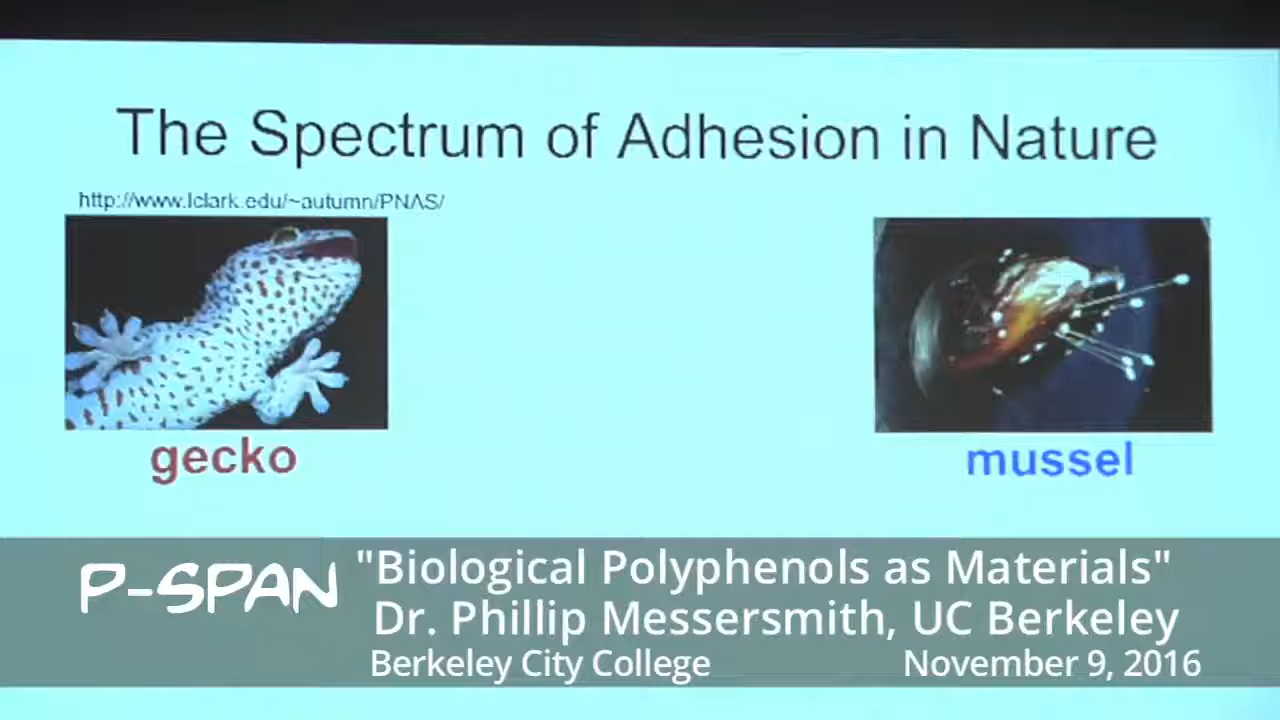 The Spectrum of Adhesion in Nature
http://www.lclark.edu/~autumn/PNAS/
gecko
mussel
P-SPAN
"Biological Polyphenols as Materials"
Dr. Phillip Messersmith, UC Berkeley
Berkeley City College
November 9, 2016